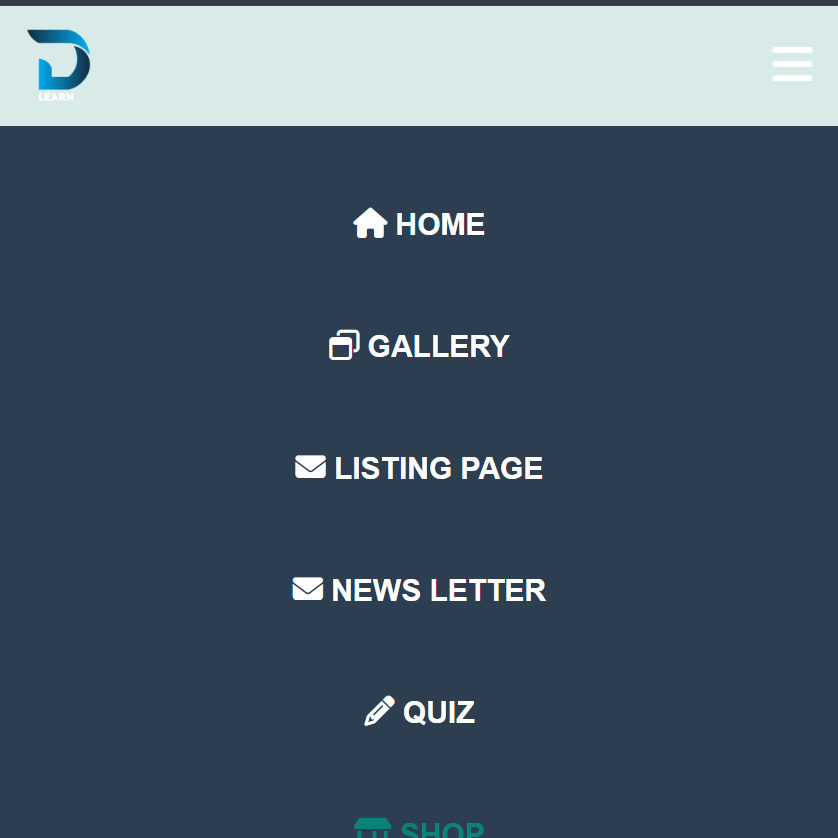 LEARN
HOME
GALLERY
LISTING PAGE
NEWS LETTER
QUIZ
SHOP